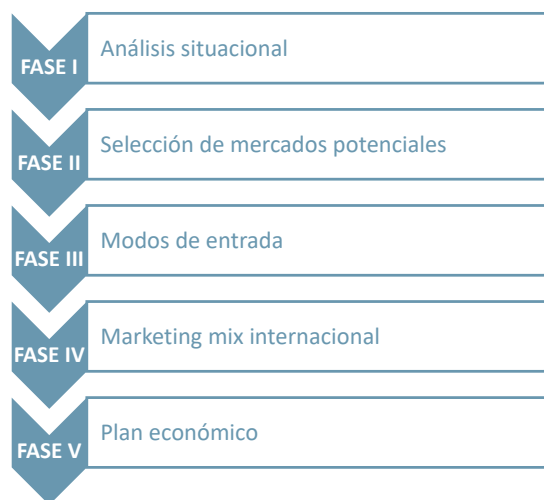 FASE I
Análisis situacional
FASE II
Selección de mercados potenciales
FASE III
Modos de entrada
FASE IV
Marketing mix internacional
FASE V
Plan económico